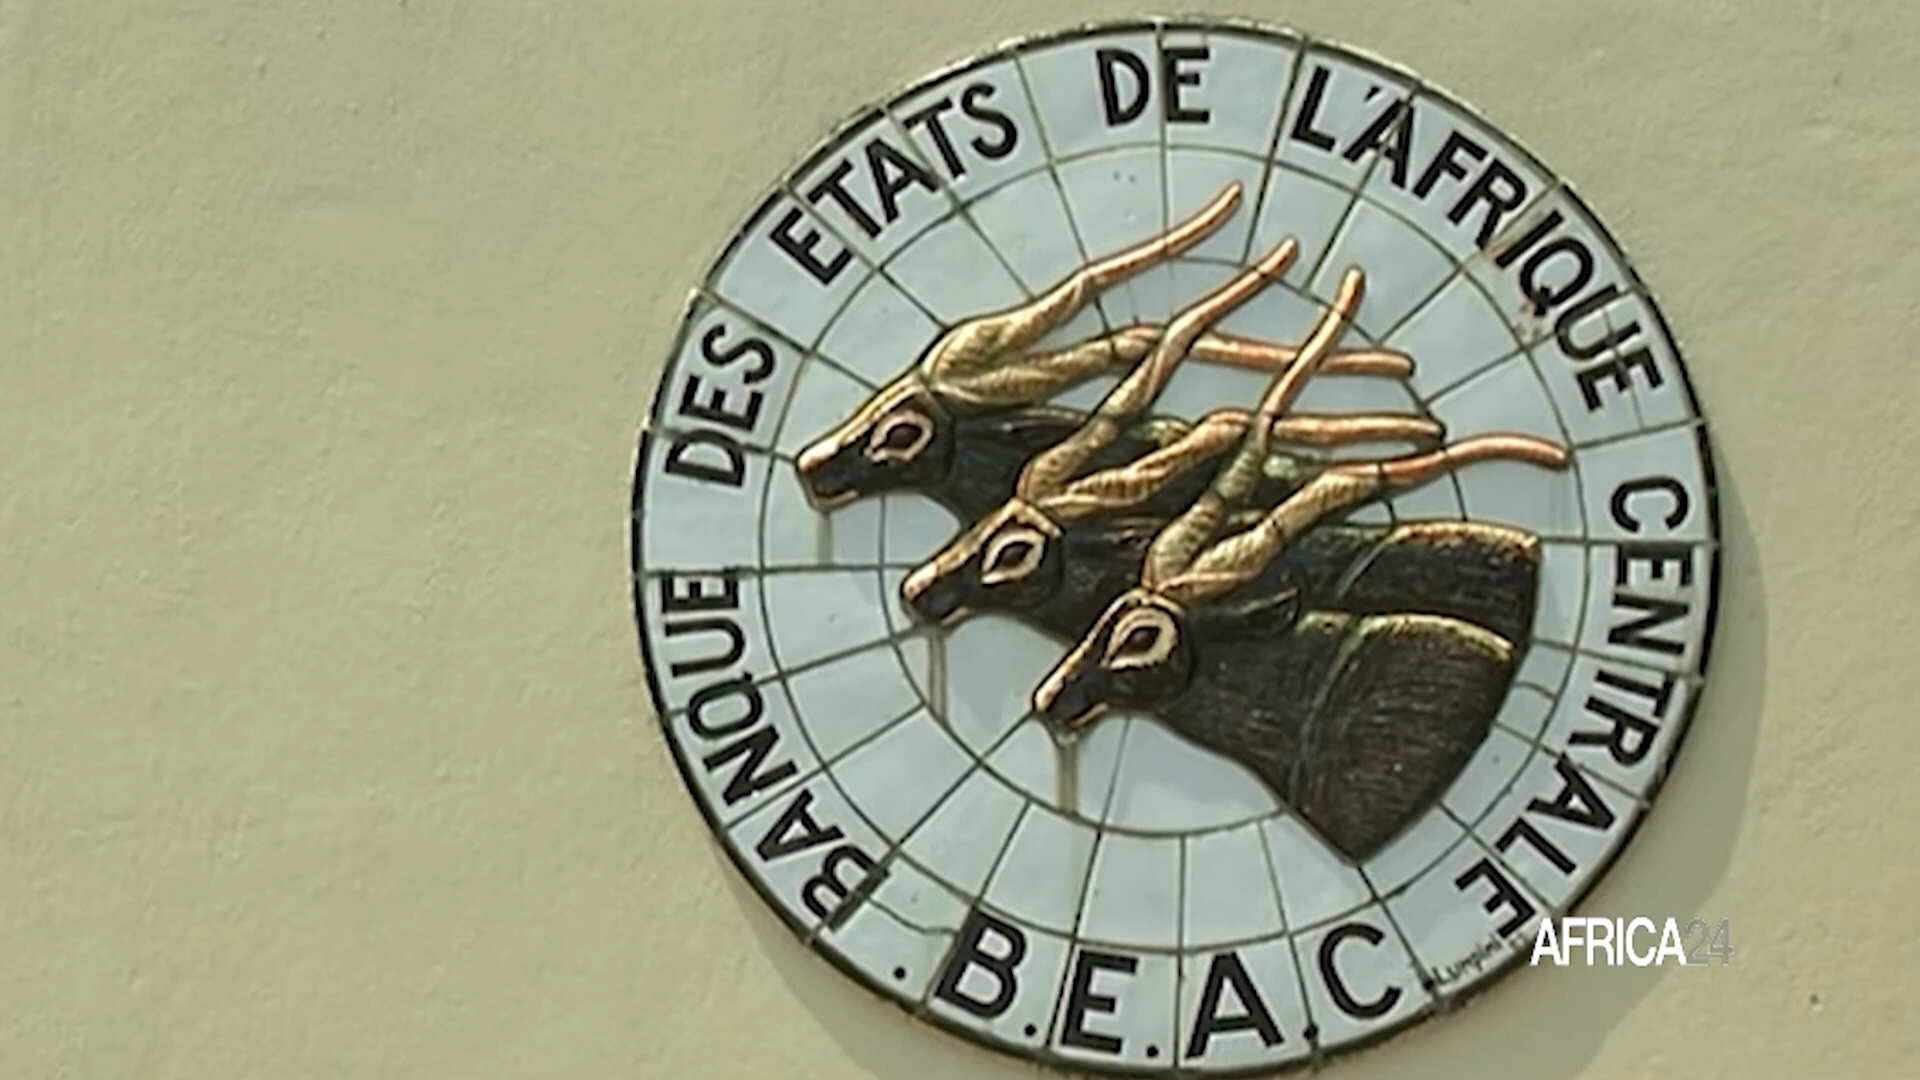 BANQUE DES ETATS DE L'AFRIQUE CENTRALE
.B.E.A.C
AFRICA24